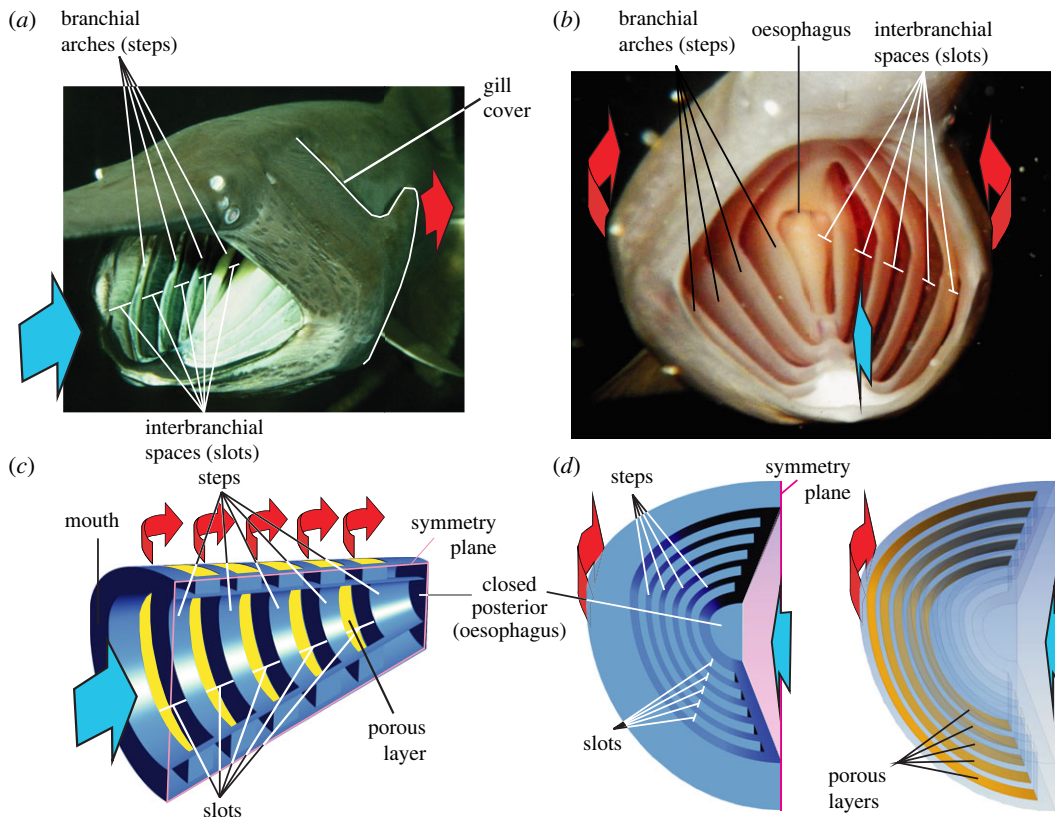 (a)
branchial
arches (steps)
gill
cover
interbranchial
spaces (slots)
(b)
branchial
arches (steps)
oesophagus
interbranchial
spaces (slots)
(c)
steps
mouth
symmetry
plane
closed
posterior
(oesophagus)
porous
layer
slots
(d)
steps
symmetry
plane
slots
porous
layers